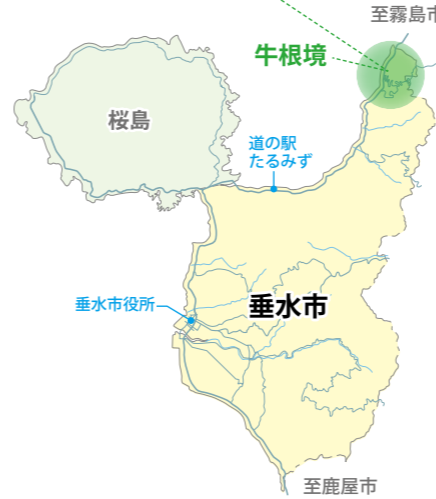 至霧島市
牛根境
桜島
道の駅
たるみず
垂水市役所
垂水市
至鹿屋市